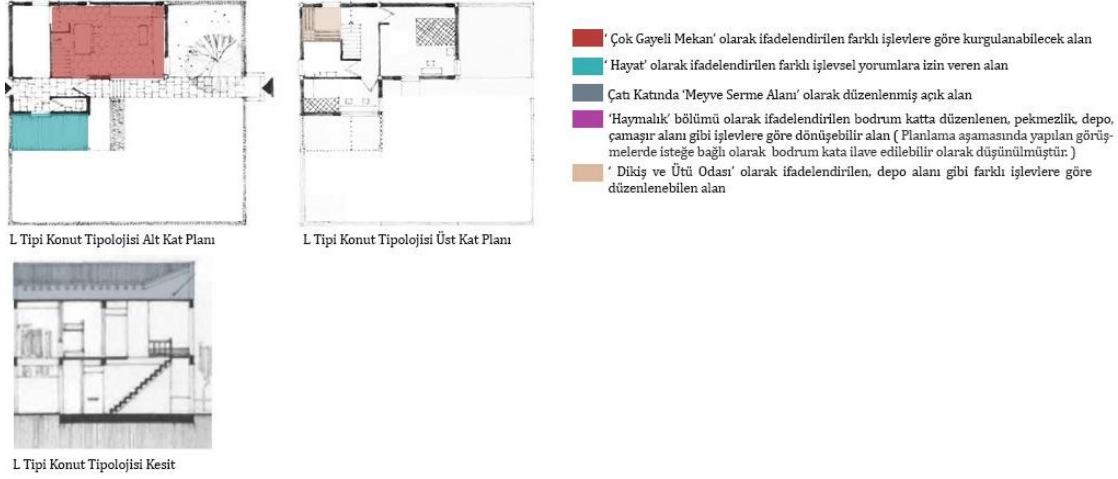 ' Çok Gayeli Mekan' olarak ifadelendirilen farklı işlevlere göre kurgulanabilecek alan
' Hayat' olarak ifadelendirilen farklı işlevsel yorumlara izin veren alan
Çatı Katında 'Meyve Serme Alanı' olarak düzenlenmiş açık alan
'Haymalık' bölümü olarak ifadelendirilen bodrum katta düzenlenen, pekmezlik, depo,
çamaşır alanı gibi işlevlere göre dönüşebilir alan ( Planlama aşamasında yapılan görüş-
melerde isteğe bağlı olarak bodrum kata ilave edilebilir olarak düşünülmüştür. )
' Dikiş ve Ütü Odası' olarak ifadelendirilen, depo alanı gibi farklı işlevlere göre
düzenlenebilen alan
L Tipi Konut Tipolojisi Alt Kat Planı
L Tipi Konut Tipolojisi Üst Kat Planı
L Tipi Konut Tipolojisi Kesit